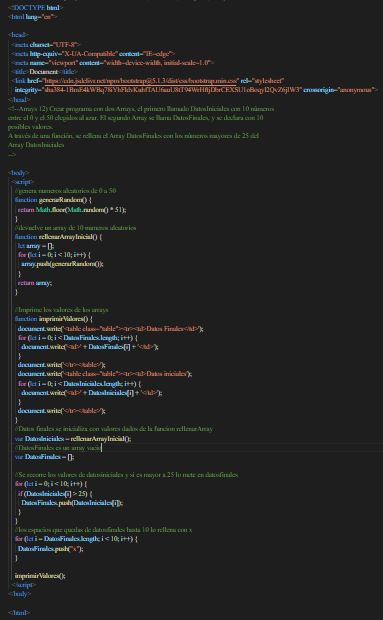 <!DOCTYPE html>
<html lang="en">
<head>
<meta charset="UTF-8">
<meta http-equiv="X-UA-Compatible" content="IE=edge">
<meta name="viewport" content="width=device-width, initial-scale=1.0">
<title>Document</title>
<link href="https://cdn.jsdelivr.net/npm/bootstrap@5.1.3/dist/css/bootstrap.min.css" rel="stylesheet"
crossorigin="anonymous">
</head>
<!--Arrays 12) Crear programa con dos Arrays, el primero llamado DatosIniciales con 10 números
entre el 0 y el 50 elegidos al azar. El segundo Array se llama DatosFinales, y se declara con 10
posibles valores.
A través de una función, se rellena el Array DatosFinales con los números mayores de 25 del
Array DatosIniciales
-->
<body>
<script>
//genera numeros aleatorios de 0 a 50
function generarRandom() {
return Math.floor(Math.random() * 51);
}
//devuelve un array de 10 numeros aleatorios
function rellenarArrayInicial() {
let array = [];
for (let i = 0; i < 10; i++) {
array.push(generarRandom());
}
return array;
}
//Imprime los valores de los arrays
function imprimirValores() {
document.write('<table class="table"><tr><td>Datos Finales</td>');
for (let i = 0; i < DatosFinales.length; i++) {
document.write('<td>' + DatosFinales[i] + '</td>');
}
document.write('</tr></table>');
document.write('<table class="table"><tr><td>Datos iniciales');
for (let i = 0; i < DatosIniciales.length; i++) {
document.write('<td>' + DatosIniciales[i] + '</td>');
}
document.write('</tr></table>');
}
//Datos finales se inicializa con valores dados de la funcion rellenarArray
var DatosIniciales = rellenarArrayInicial();
//DatosFinales es un array vacio
var DatosFinales = [];
//Se recorre los valores de datosiniciales y si es mayor a 25 lo mete en datosfinales
for (let i = 0; i < 10; i++) {
if (DatosIniciales[i] > 25) {
DatosFinales.push(DatosIniciales[i]);
}
}
//los espacios que quedas de datosfinales hasta 10 lo rellena con x
for (let i = DatosFinales.length; i < 10; i++) {
DatosFinales.push("x");
}
imprimirValores();
</script>
</body>
</html>